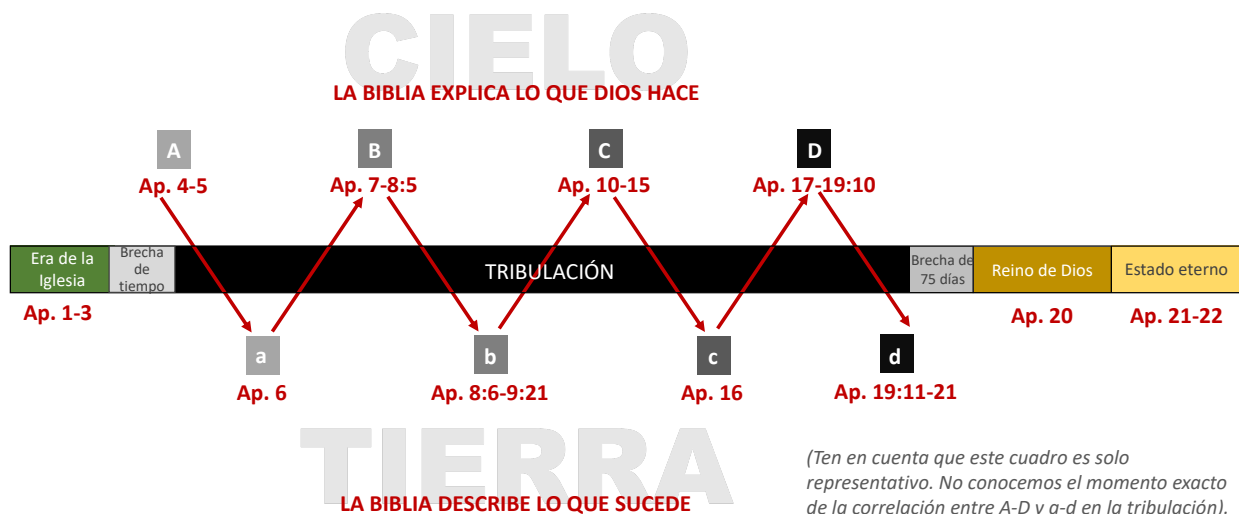 CIELO
LA BIBLIA EXPLICA LO QUE DIOS HACE
A
B
C
D
Ap. 4-5
Ap. 7-8:5
Ap. 10-15
Ap. 17-19:10
Era de la
Iglesia
Brecha
de
tiempo
TRIBULACIÓN
Brecha de
75 días
Reino de Dios
Estado eterno
Ap. 1-3
Ap. 20
Ap. 21-22
a
b
c
d
Ap. 6
Ap. 8:6-9:21
Ap. 16
Ap. 19:11-21
TIERRA
LA BIBLIA DESCRIBE LO QUE SUCEDE
(Ten en cuenta que este cuadro es solo
representativo. No conocemos el momento exacto
de la correlación entre A-D y a-d en la tribulación).